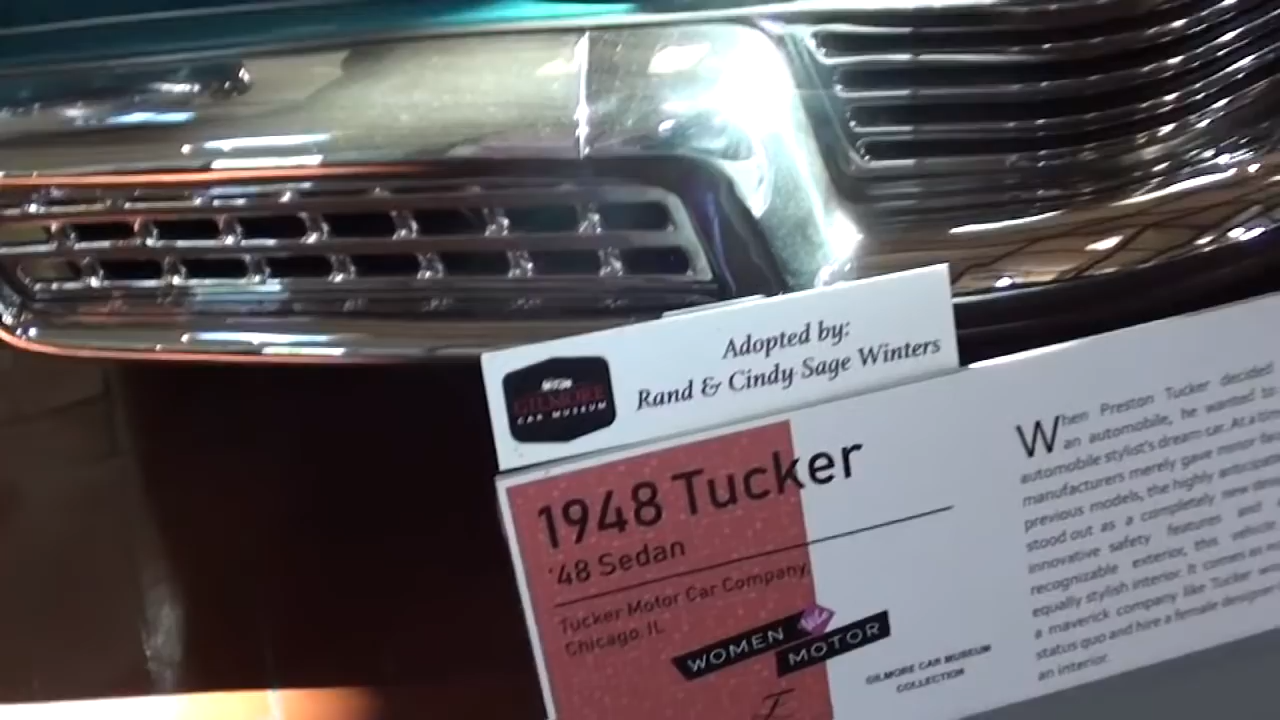 Adopted by:
Rand & Cindy Sage Winters
GILMORE
CAR MUSEUM
1948 Tucker
'48 Sedan
Tucker Motor Car Company,
Chicago, IL
WOMEN
MOTOR
GILMORE CAR MUSEUM
COLLECTION
When Preston Tucker decided
an automobile, he wanted to
automobile stylist's dream car. At a
manufacturers merely gave minor
previous models, the highly
stood out as a completely new
innovative safety features and
recognizable exterior, this vehicle
equally stylish interior. It comes as
a maverick company like Tucker
status quo and hire a female designer
an interior.